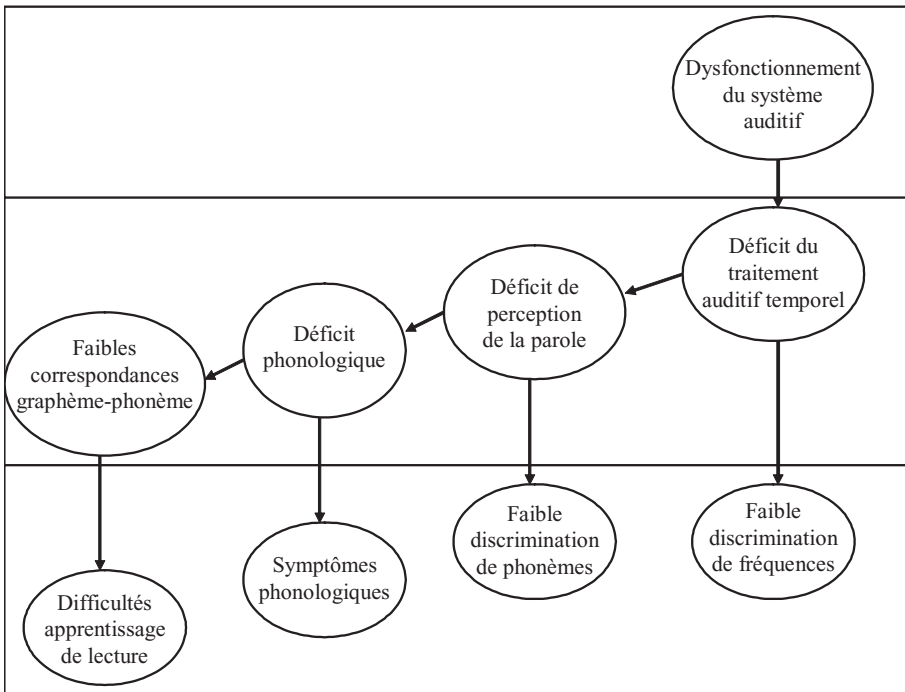 Dysfonctionnement
du système
auditif
Déficit du
traitement
auditif temporel
Déficit de
perception
de la parole
Déficit
phonologique
Faibles
correspondances
graphème-phonème
Faible
discrimination
de fréquences
Faible
discrimination
de phonèmes
Symptômes
phonologiques
Difficultés
apprentissage
de lecture